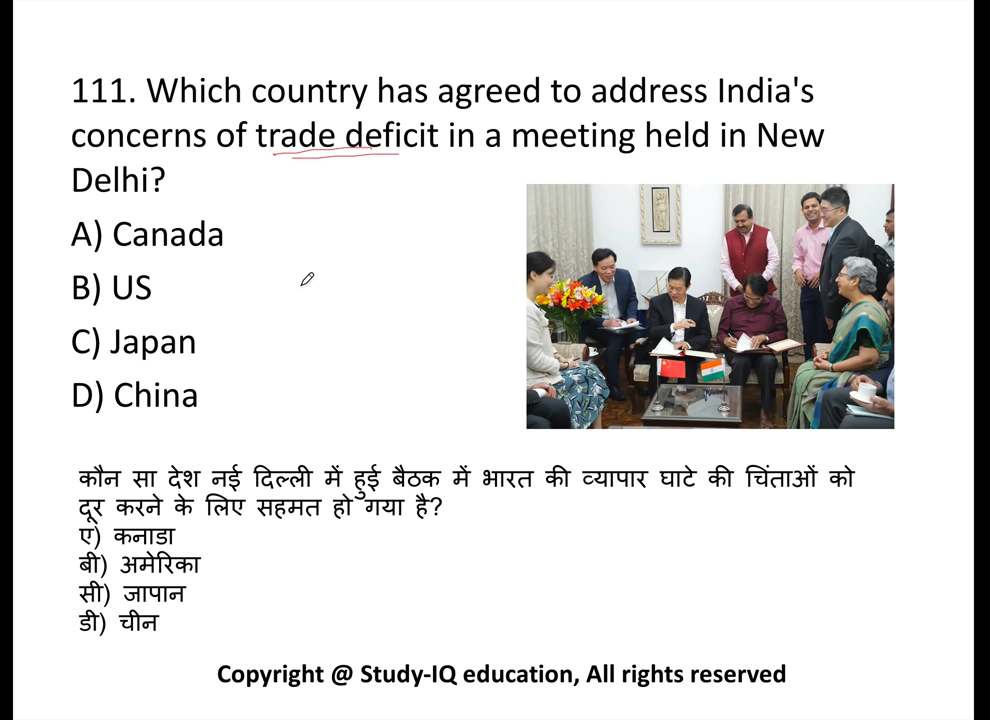 111. Which country has agreed to address India's
concerns of trade deficit in a meeting held in New
Delhi?
A) Canada
B) US
C) Japan
D) China
कौन सा देश नई दिल्ली में हुई बैठक में भारत की व्यापार घाटे की चिंताओं को
दूर करने के लिए सहमत हो गया है?
ए) कनाडा
बी) अमेरिका
सी) जापान
डी) चीन
Copyright @ Study-IQ education, All rights reserved